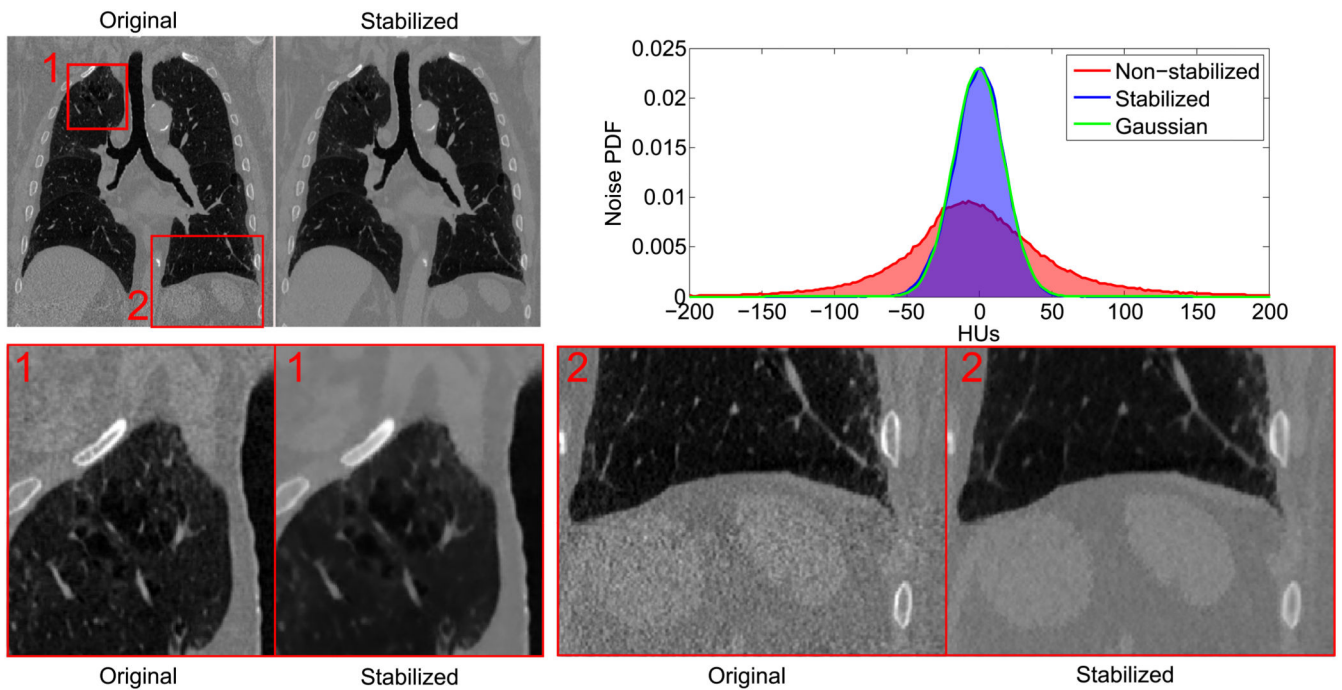 Original
Stabilized
1
2
0.025
0.02
0.015
0.01
0.005
0
Noise PDF
Non-stabilized
Stabilized
Gaussian
−200 −150 −100 −50 0 50 100 150 200
HUs
1
1
2
2
Original
Stabilized
Original
Stabilized